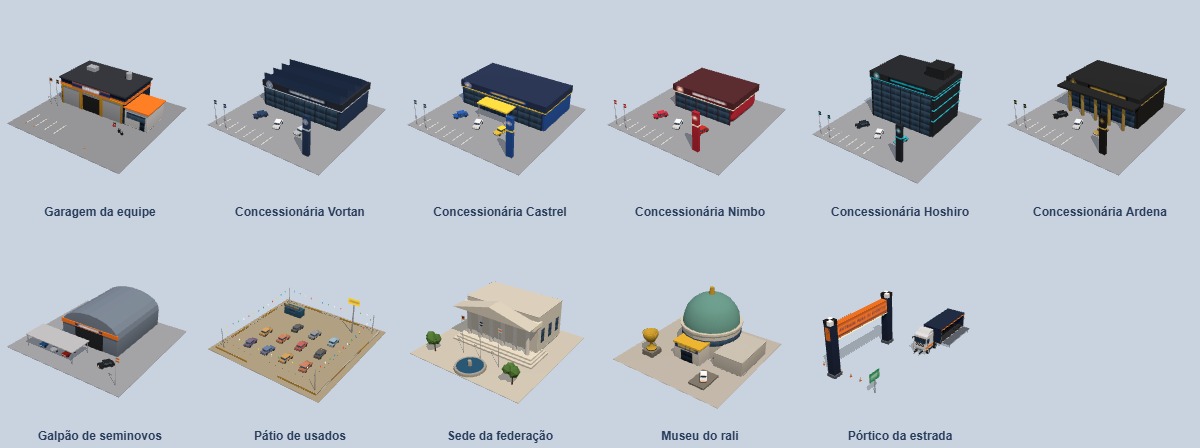 Garagem da equipe
Concessionária Vortan
Concessionária Castrel
Concessionária Nimbo
Concessionária Hoshiro
Concessionária Ardena
Galpão de seminovos
Pátio de usados
Sede da federação
Museu do rali
Pórtico da estrada